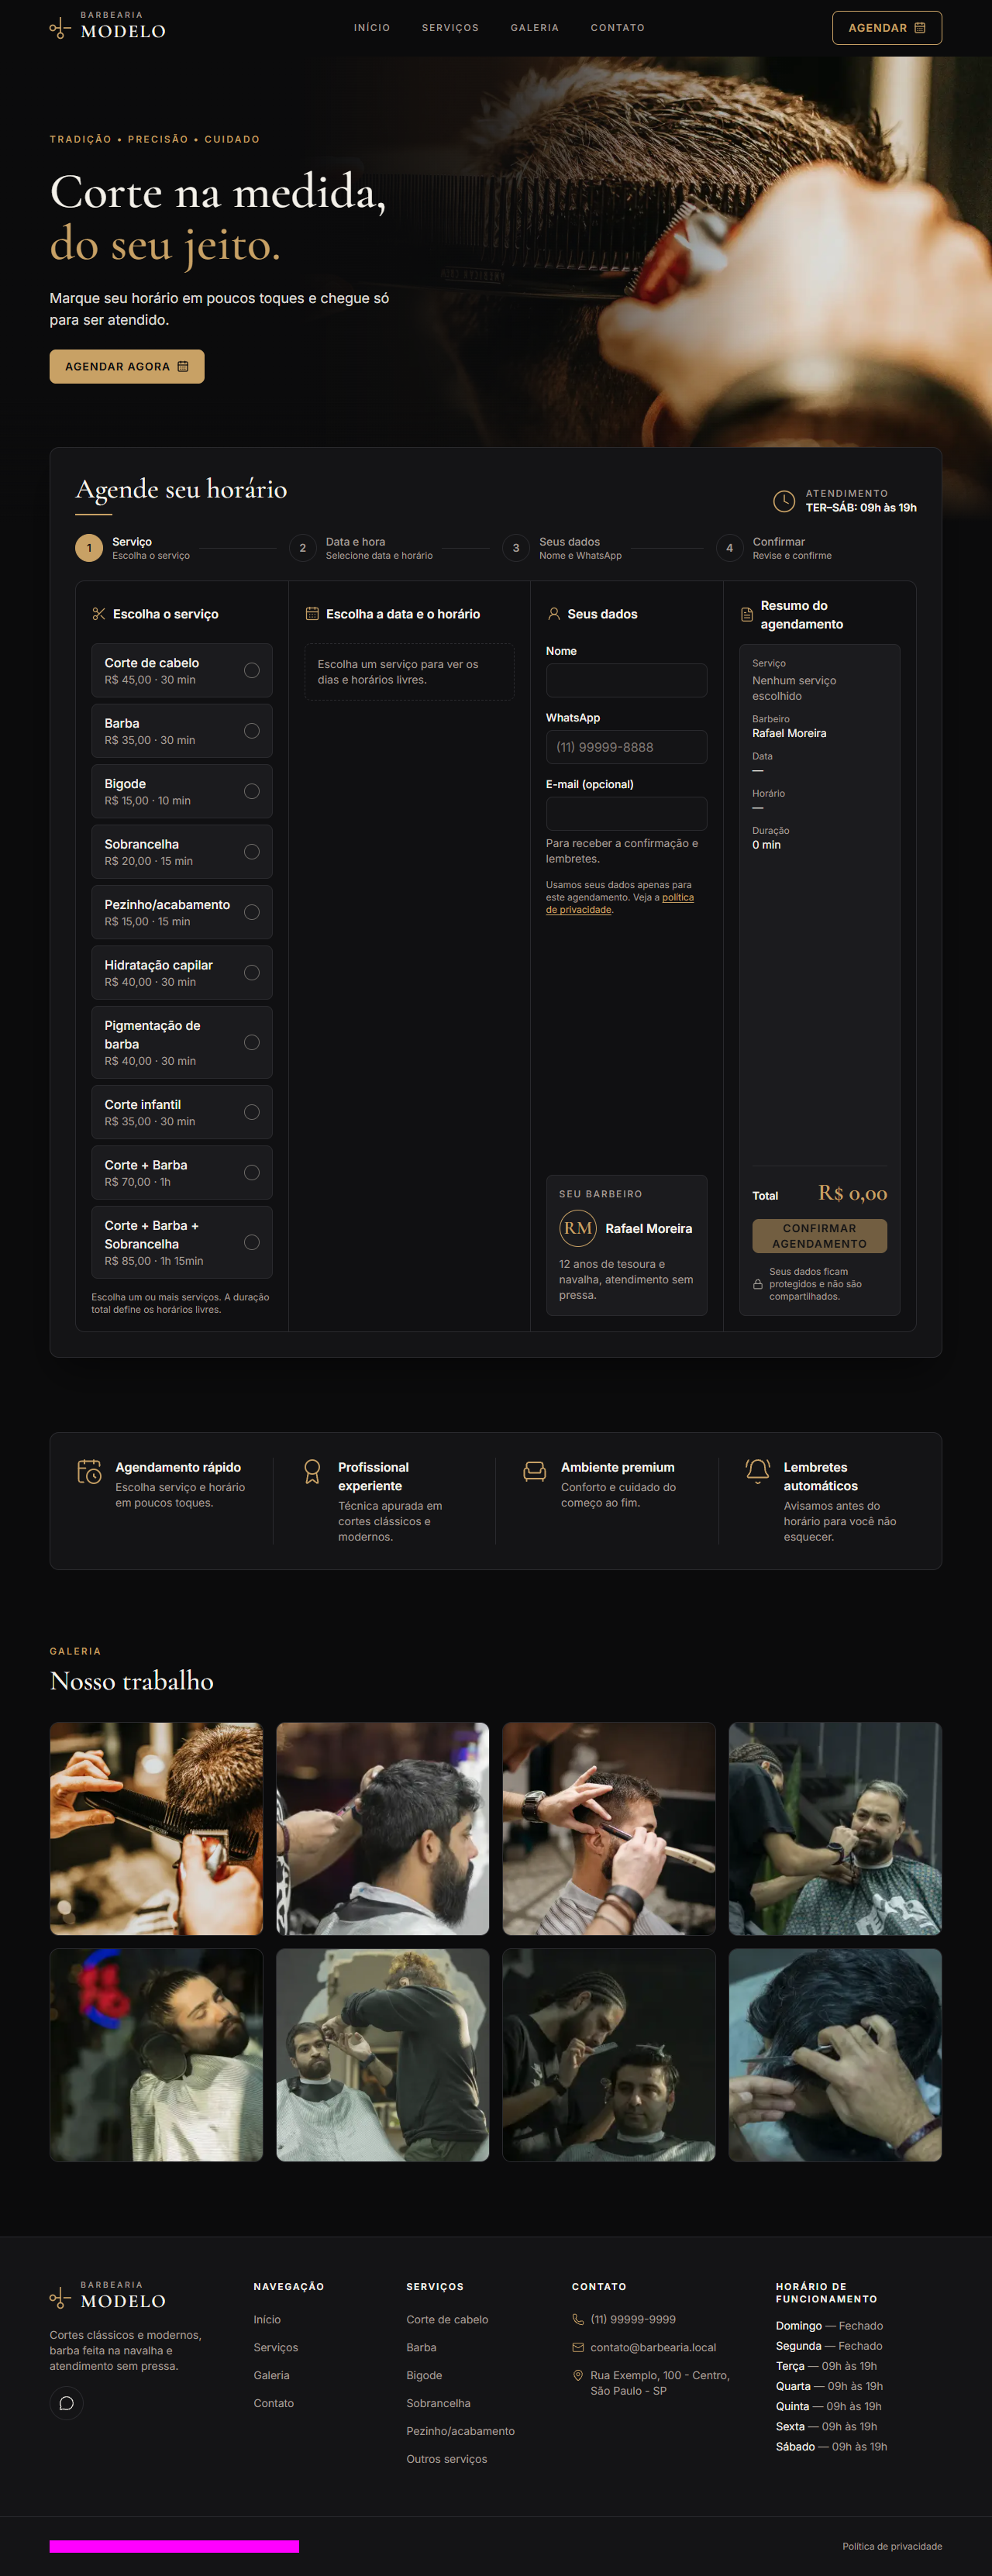 BARBEARIA
MODELO
INÍCIO
SERVIÇOS
GALERIA
CONTATO
AGENDAR
TRADIÇÃO • PRECISÃO • CUIDADO
Corte na medida,
do seu jeito.
Marque seu horário em poucos toques e chegue só
para ser atendido.
AGENDAR AGORA
Agende seu horário
ATENDIMENTO
TER–SÁB: 09h às 19h
1
Serviço
Escolha o serviço
2
Data e hora
Selecione data e horário
3
Seus dados
Nome e WhatsApp
4
Confirmar
Revise e confirme
Escolha o serviço
Corte de cabelo
R$ 45,00 · 30 min
Barba
R$ 35,00 · 30 min
Bigode
R$ 15,00 · 10 min
Sobrancelha
R$ 20,00 · 15 min
Pezinho/acabamento
R$ 15,00 · 15 min
Hidratação capilar
R$ 40,00 · 30 min
Pigmentação de
barba
R$ 40,00 · 30 min
Corte infantil
R$ 35,00 · 30 min
Corte + Barba
R$ 70,00 · 1h
Corte + Barba +
Sobrancelha
R$ 85,00 · 1h 15min
Escolha um ou mais serviços. A duração
total define os horários livres.
Escolha a data e o horário
Escolha um serviço para ver os
dias e horários livres.
Seus dados
Nome
WhatsApp
(11) 99999-8888
E-mail (opcional)
Para receber a confirmação e
lembretes.
Usamos seus dados apenas para
este agendamento. Veja a política
de privacidade.
SEU BARBEIRO
RM
Rafael Moreira
12 anos de tesoura e
navalha, atendimento sem
pressa.
Resumo do
agendamento
Serviço
Nenhum serviço
escolhido
Barbeiro
Rafael Moreira
Data
—
Horário
—
Duração
0 min
Total
R$ 0,00
CONFIRMAR
AGENDAMENTO
Seus dados ficam
protegidos e não são
compartilhados.
Agendamento rápido
Escolha serviço e horário
em poucos toques.
Profissional
experiente
Técnica apurada em
cortes clássicos e
modernos.
Ambiente premium
Conforto e cuidado do
começo ao fim.
Lembretes
automáticos
Avisamos antes do
horário para você não
esquecer.
GALERIA
Nosso trabalho
BARBEARIA
MODELO
Cortes clássicos e modernos,
barba feita na navalha e
atendimento sem pressa.
NAVEGAÇÃO
Início
Serviços
Galeria
Contato
SERVIÇOS
Corte de cabelo
Barba
Bigode
Sobrancelha
Pezinho/acabamento
Outros serviços
CONTATO
(11) 99999-9999
contato@barbearia.local
Rua Exemplo, 100 - Centro,
São Paulo - SP
HORÁRIO DE
FUNCIONAMENTO
Domingo — Fechado
Segunda — Fechado
Terça — 09h às 19h
Quarta — 09h às 19h
Quinta — 09h às 19h
Sexta — 09h às 19h
Sábado — 09h às 19h
Política de privacidade